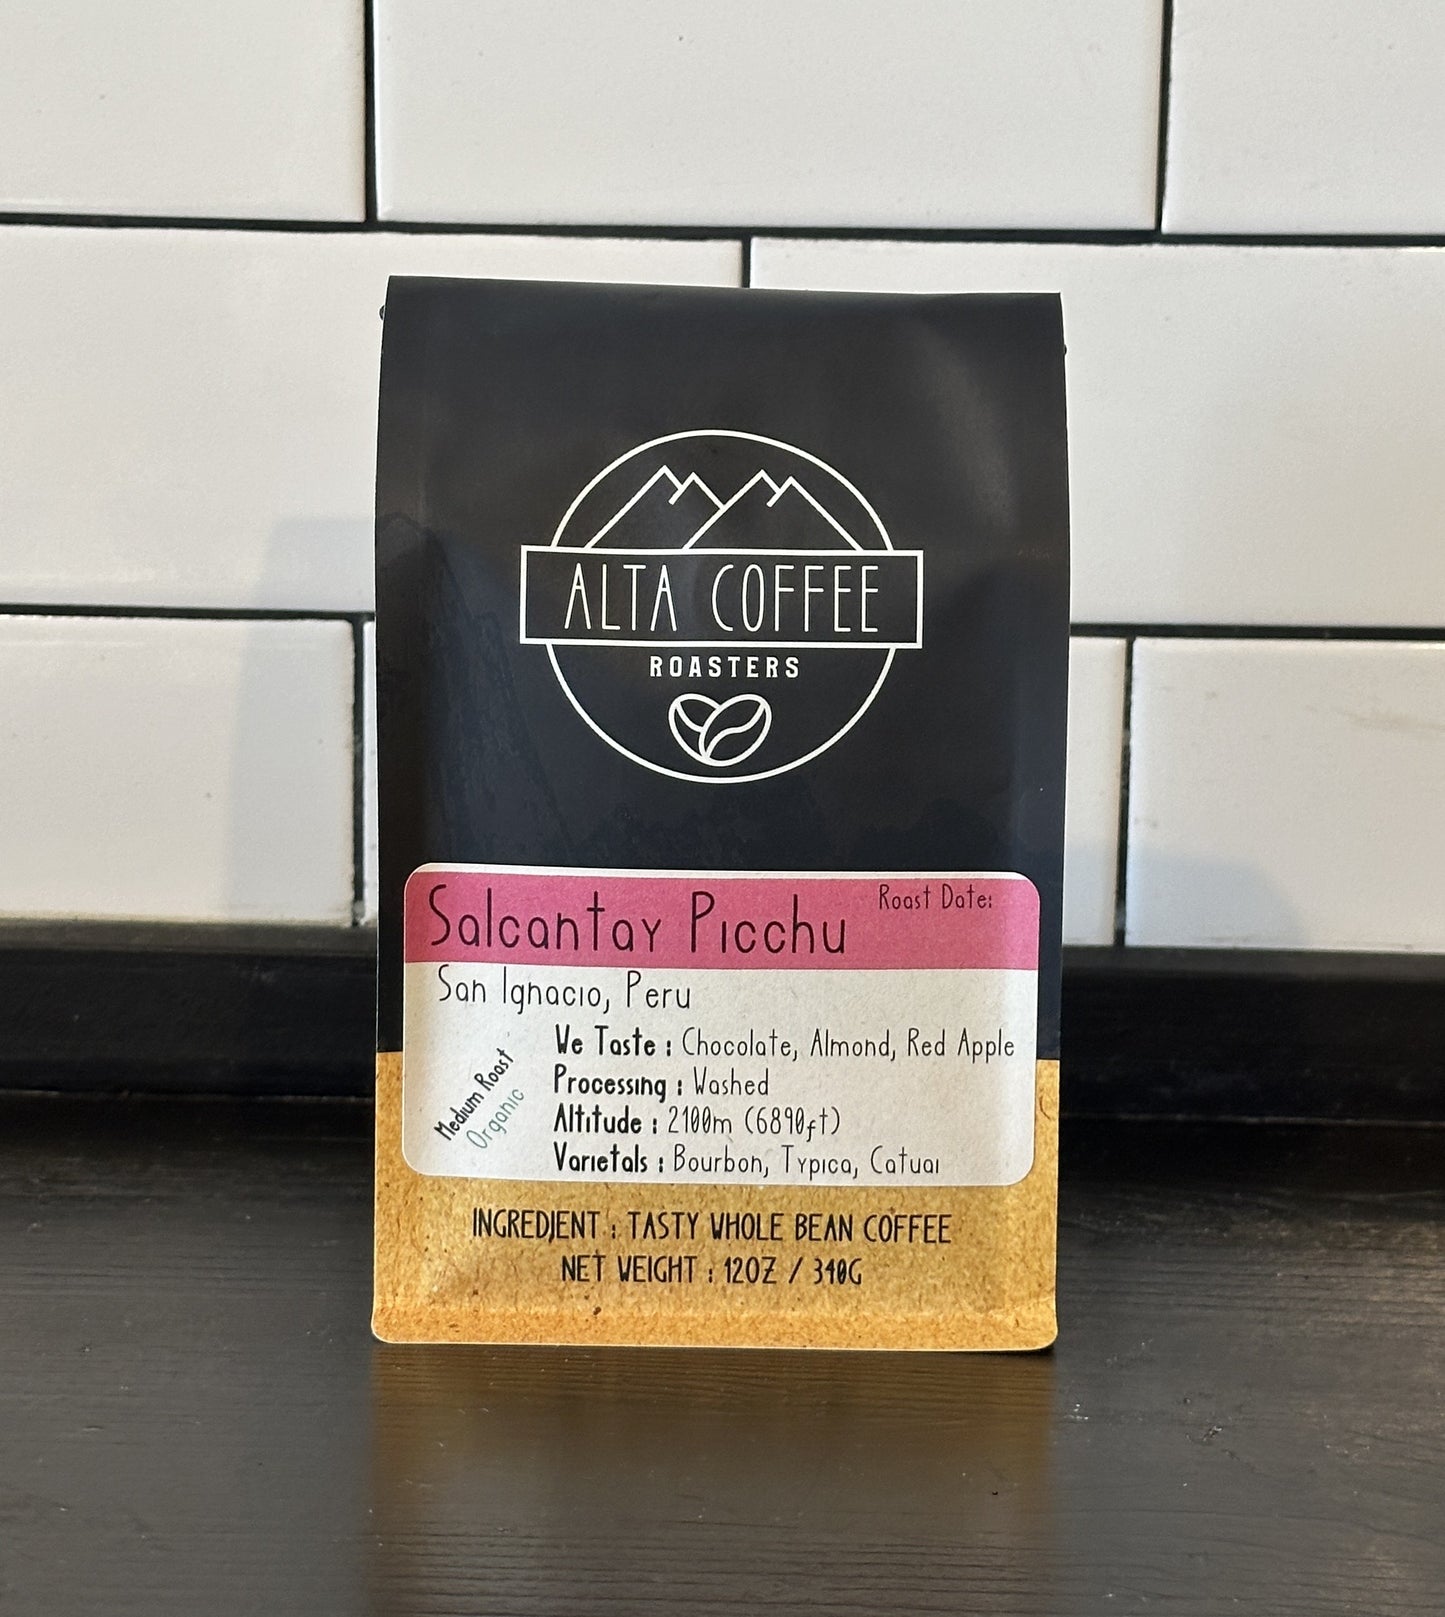 ALTA COFFEE
ROASTERS
Salcantay Picchu
Roast Date:
San Ignacio, Peru
We Taste : Chocolate, Almond, Red Apple
Processing : Washed
Altitude : 2100m (6890ft)
Varietals : Bourbon, Typica, Catuai
Medium Roast
Organic
INGREDIENT : TASTY WHOLE BEAN COFFEE
NET WEIGHT : 12OZ / 340G